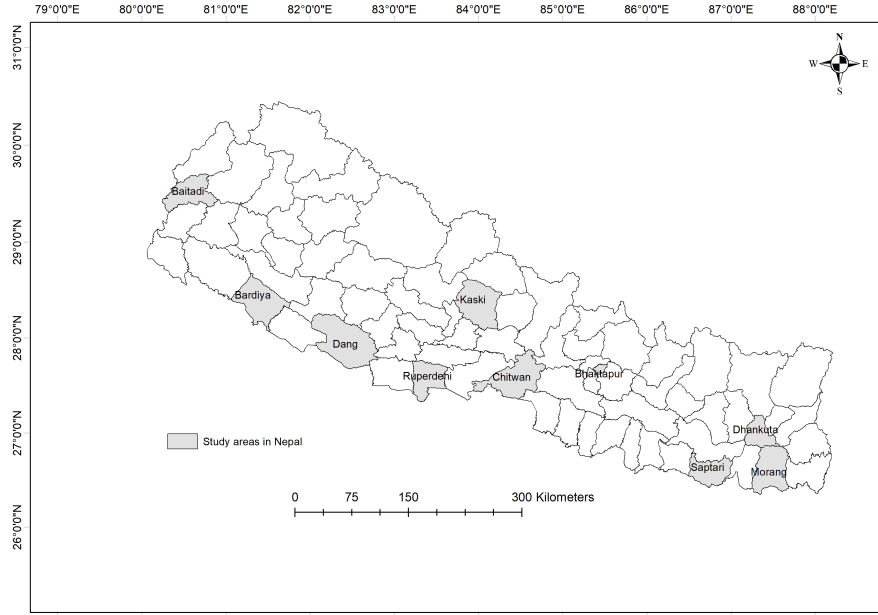 79°0'0"E 80°0'0"E 81°0'0"E 82°0'0"E 83°0'0"E 84°0'0"E 85°0'0"E 86°0'0"E 87°0'0"E 88°0'0"E
31°0'0"N
30°0'0"N
29°0'0"N
28°0'0"N
27°0'0"N
26°0'0"N
N
W E
S
Baitadi
Bardiya
Kaski
Dang
Ruperdehi
Chitwan
Bhaktapur
Dhankuta
Saptari
Morang
Study areas in Nepal
0 75 150 300 Kilometers